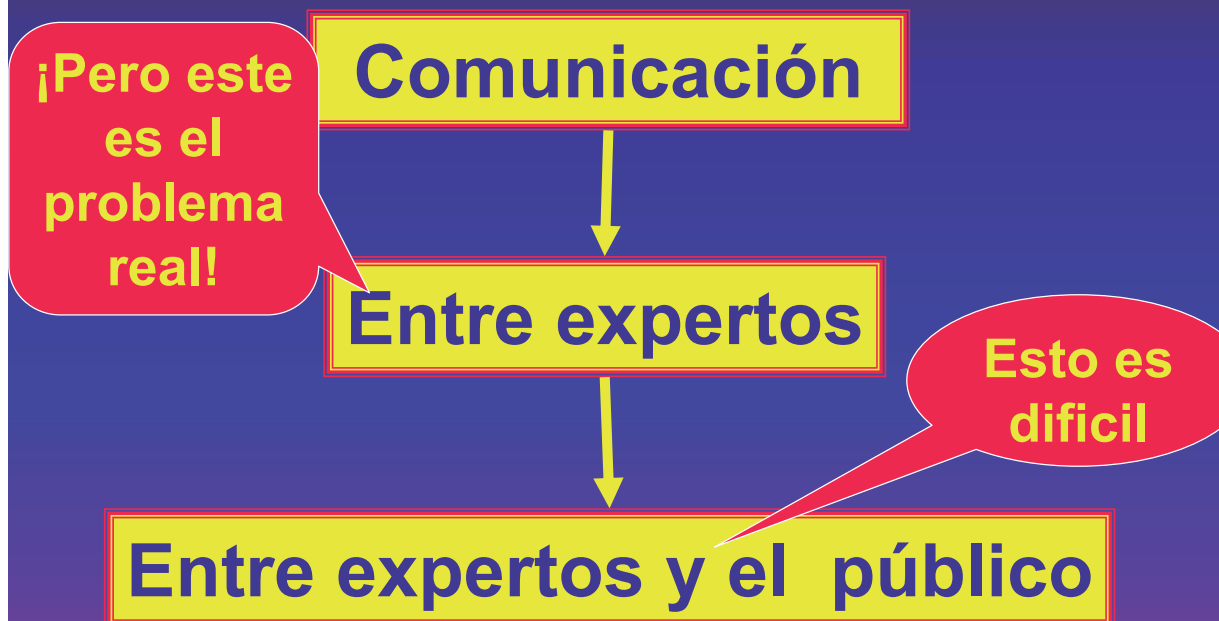 ¡Pero este
es el
problema
real!
Comunicación
Entre expertos
Esto es
dificil
Entre expertos y el público